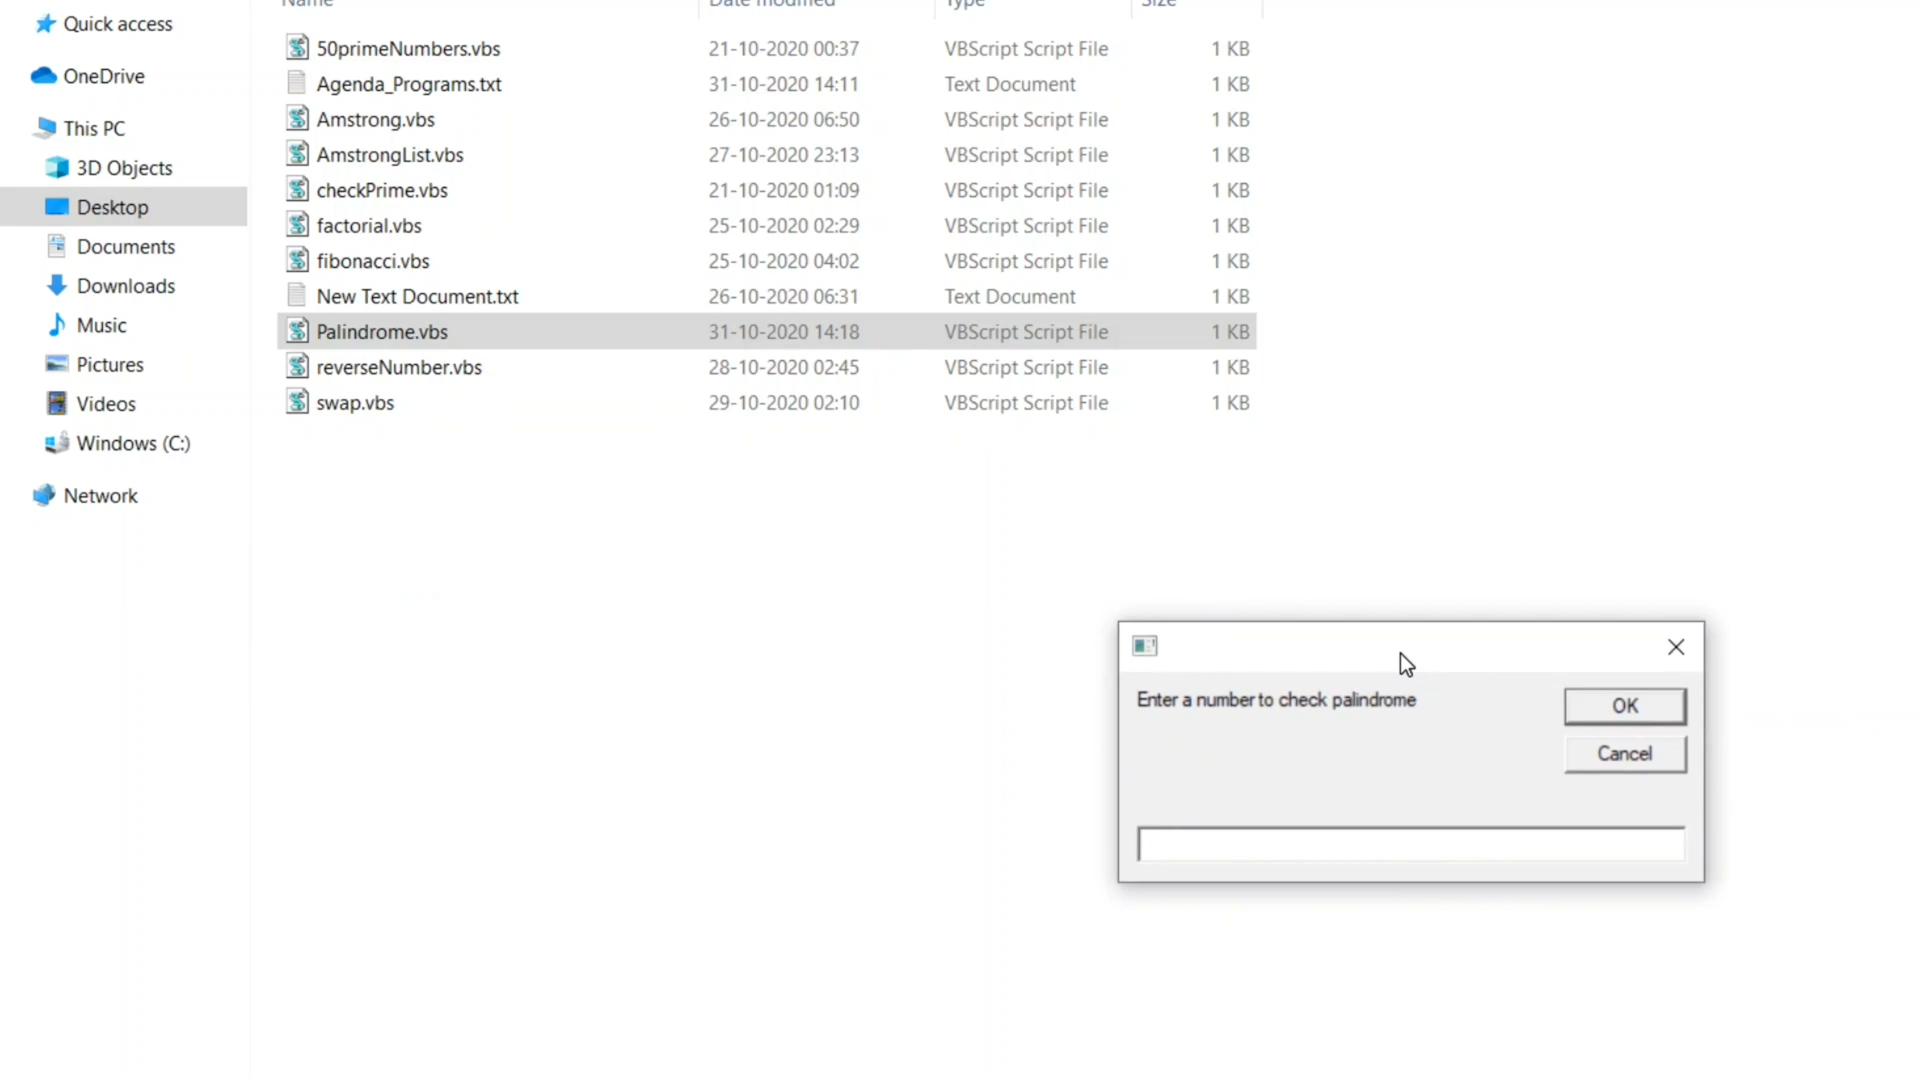 Name Date modified Type Size
Quick access
OneDrive
This PC
3D Objects
Desktop
Documents
Downloads
Music
Pictures
Videos
Windows (C:)
Network
50primeNumbers.vbs 21-10-2020 00:37 VBScript Script File 1 KB
Agenda_Programs.txt 31-10-2020 14:11 Text Document 1 KB
Amstrong.vbs 26-10-2020 06:50 VBScript Script File 1 KB
AmstrongList.vbs 27-10-2020 23:13 VBScript Script File 1 KB
checkPrime.vbs 21-10-2020 01:09 VBScript Script File 1 KB
factorial.vbs 25-10-2020 02:29 VBScript Script File 1 KB
fibonacci.vbs 25-10-2020 04:02 VBScript Script File 1 KB
New Text Document.txt 26-10-2020 06:31 Text Document 1 KB
Palindrome.vbs 31-10-2020 14:18 VBScript Script File 1 KB
reverseNumber.vbs 28-10-2020 02:45 VBScript Script File 1 KB
swap.vbs 29-10-2020 02:10 VBScript Script File 1 KB
Enter a number to check palindrome
OK
Cancel